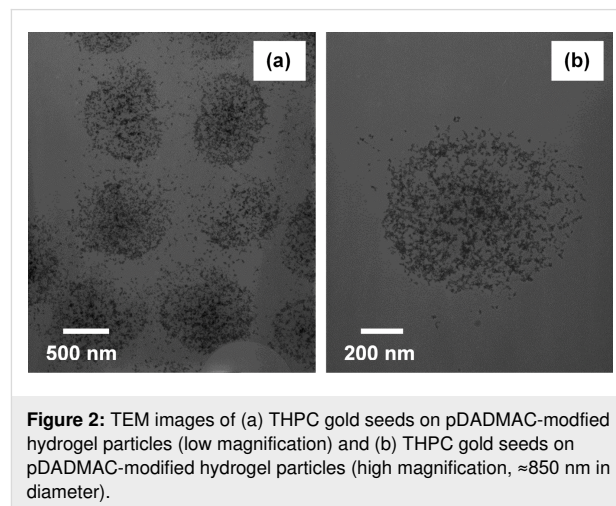 (a)
(b)
500 nm
200 nm
Figure 2: TEM images of (a) THPC gold seeds on pDADMAC-modfied
hydrogel particles (low magnification) and (b) THPC gold seeds on
pDADMAC-modified hydrogel particles (high magnification, ≈850 nm in
diameter).